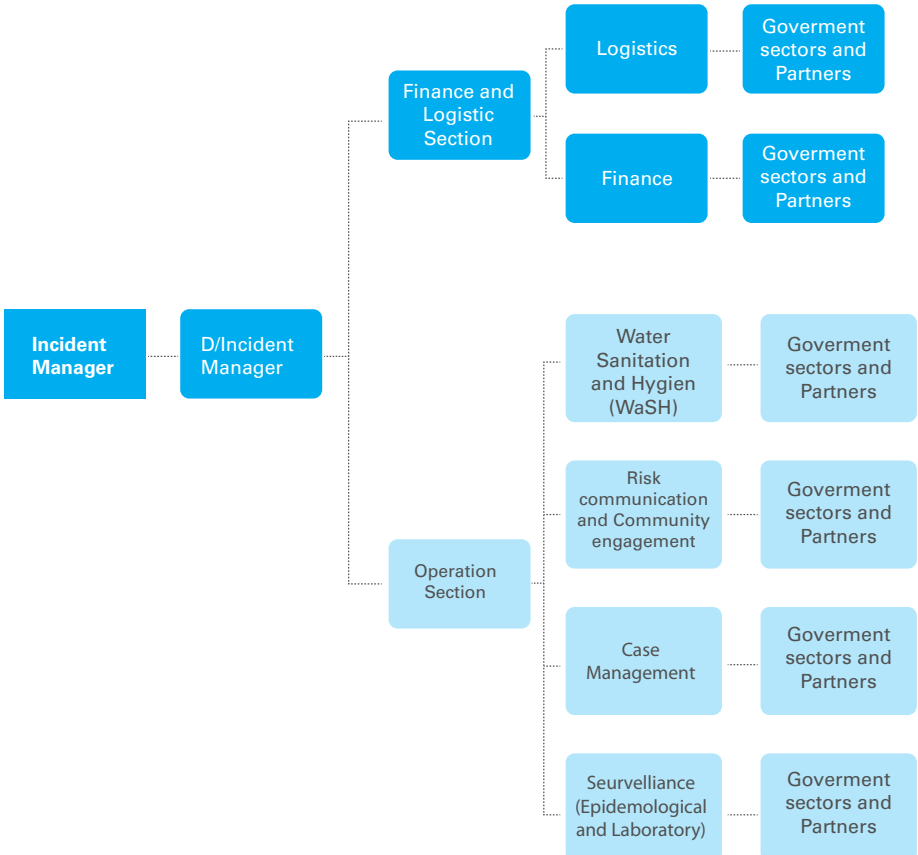 Logistics
Goverment
sectors and
Partners
Finance and
Logistic
Section
Finance
Goverment
sectors and
Partners
Incident
Manager
D/Incident
Manager
Water
Sanitation
and Hygien
(WaSH)
Goverment
sectors and
Partners
Risk
communication
and Community
engagement
Goverment
sectors and
Partners
Operation
Section
Case
Management
Goverment
sectors and
Partners
Seurvelliance
(Epidemological
and Laboratory)
Goverment
sectors and
Partners